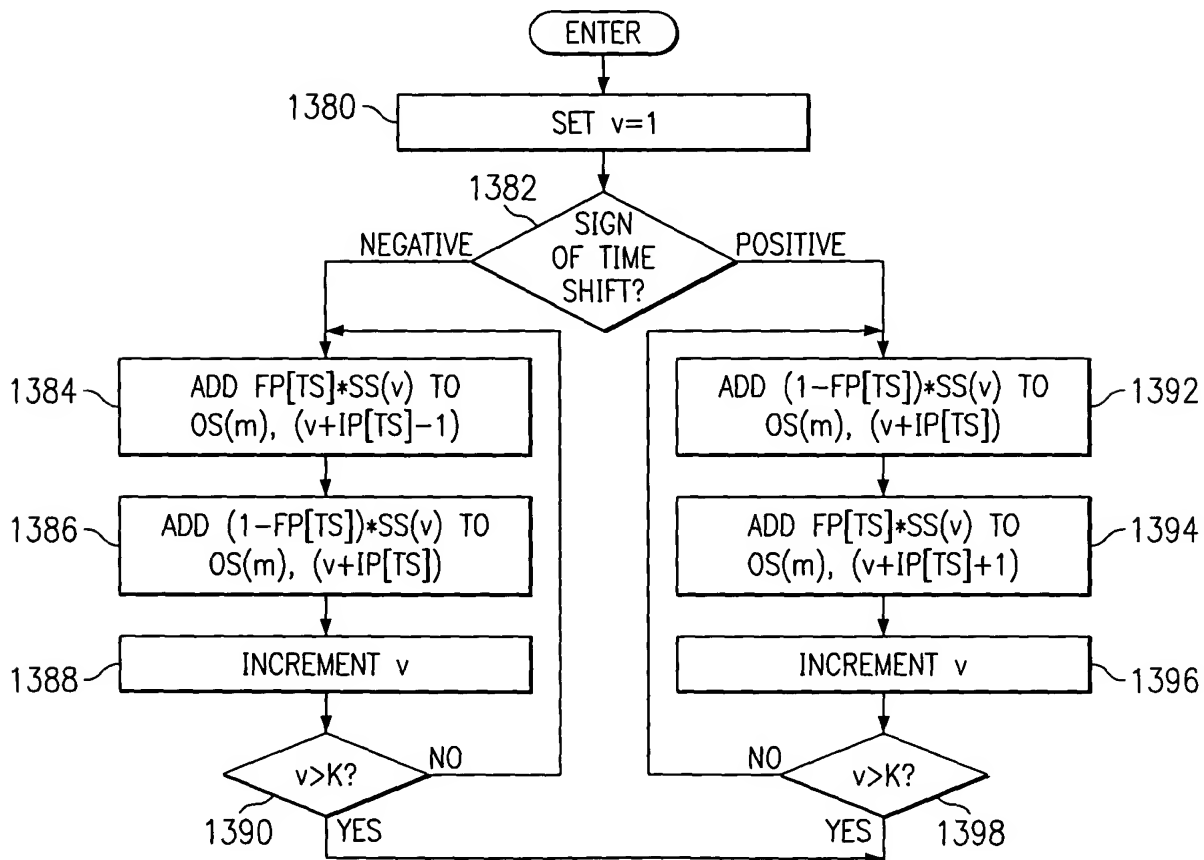 ENTER
1380
SET v=1
1382
SIGN
OF TIME
SHIFT?
NEGATIVE
POSITIVE
1384
ADD FP[TS]*SS(v) TO
OS(m), (v+IP[TS]-1)
ADD (1-FP[TS])*SS(v) TO
OS(m), (v+IP[TS])
1392
1386
ADD (1-FP[TS])*SS(v) TO
OS(m), (v+IP[TS])
ADD FP[TS]*SS(v) TO
OS(m), (v+IP[TS]+1)
1394
1388
INCREMENT v
INCREMENT v
1396
v>K?
NO
NO
v>K?
1390
YES
YES
1398